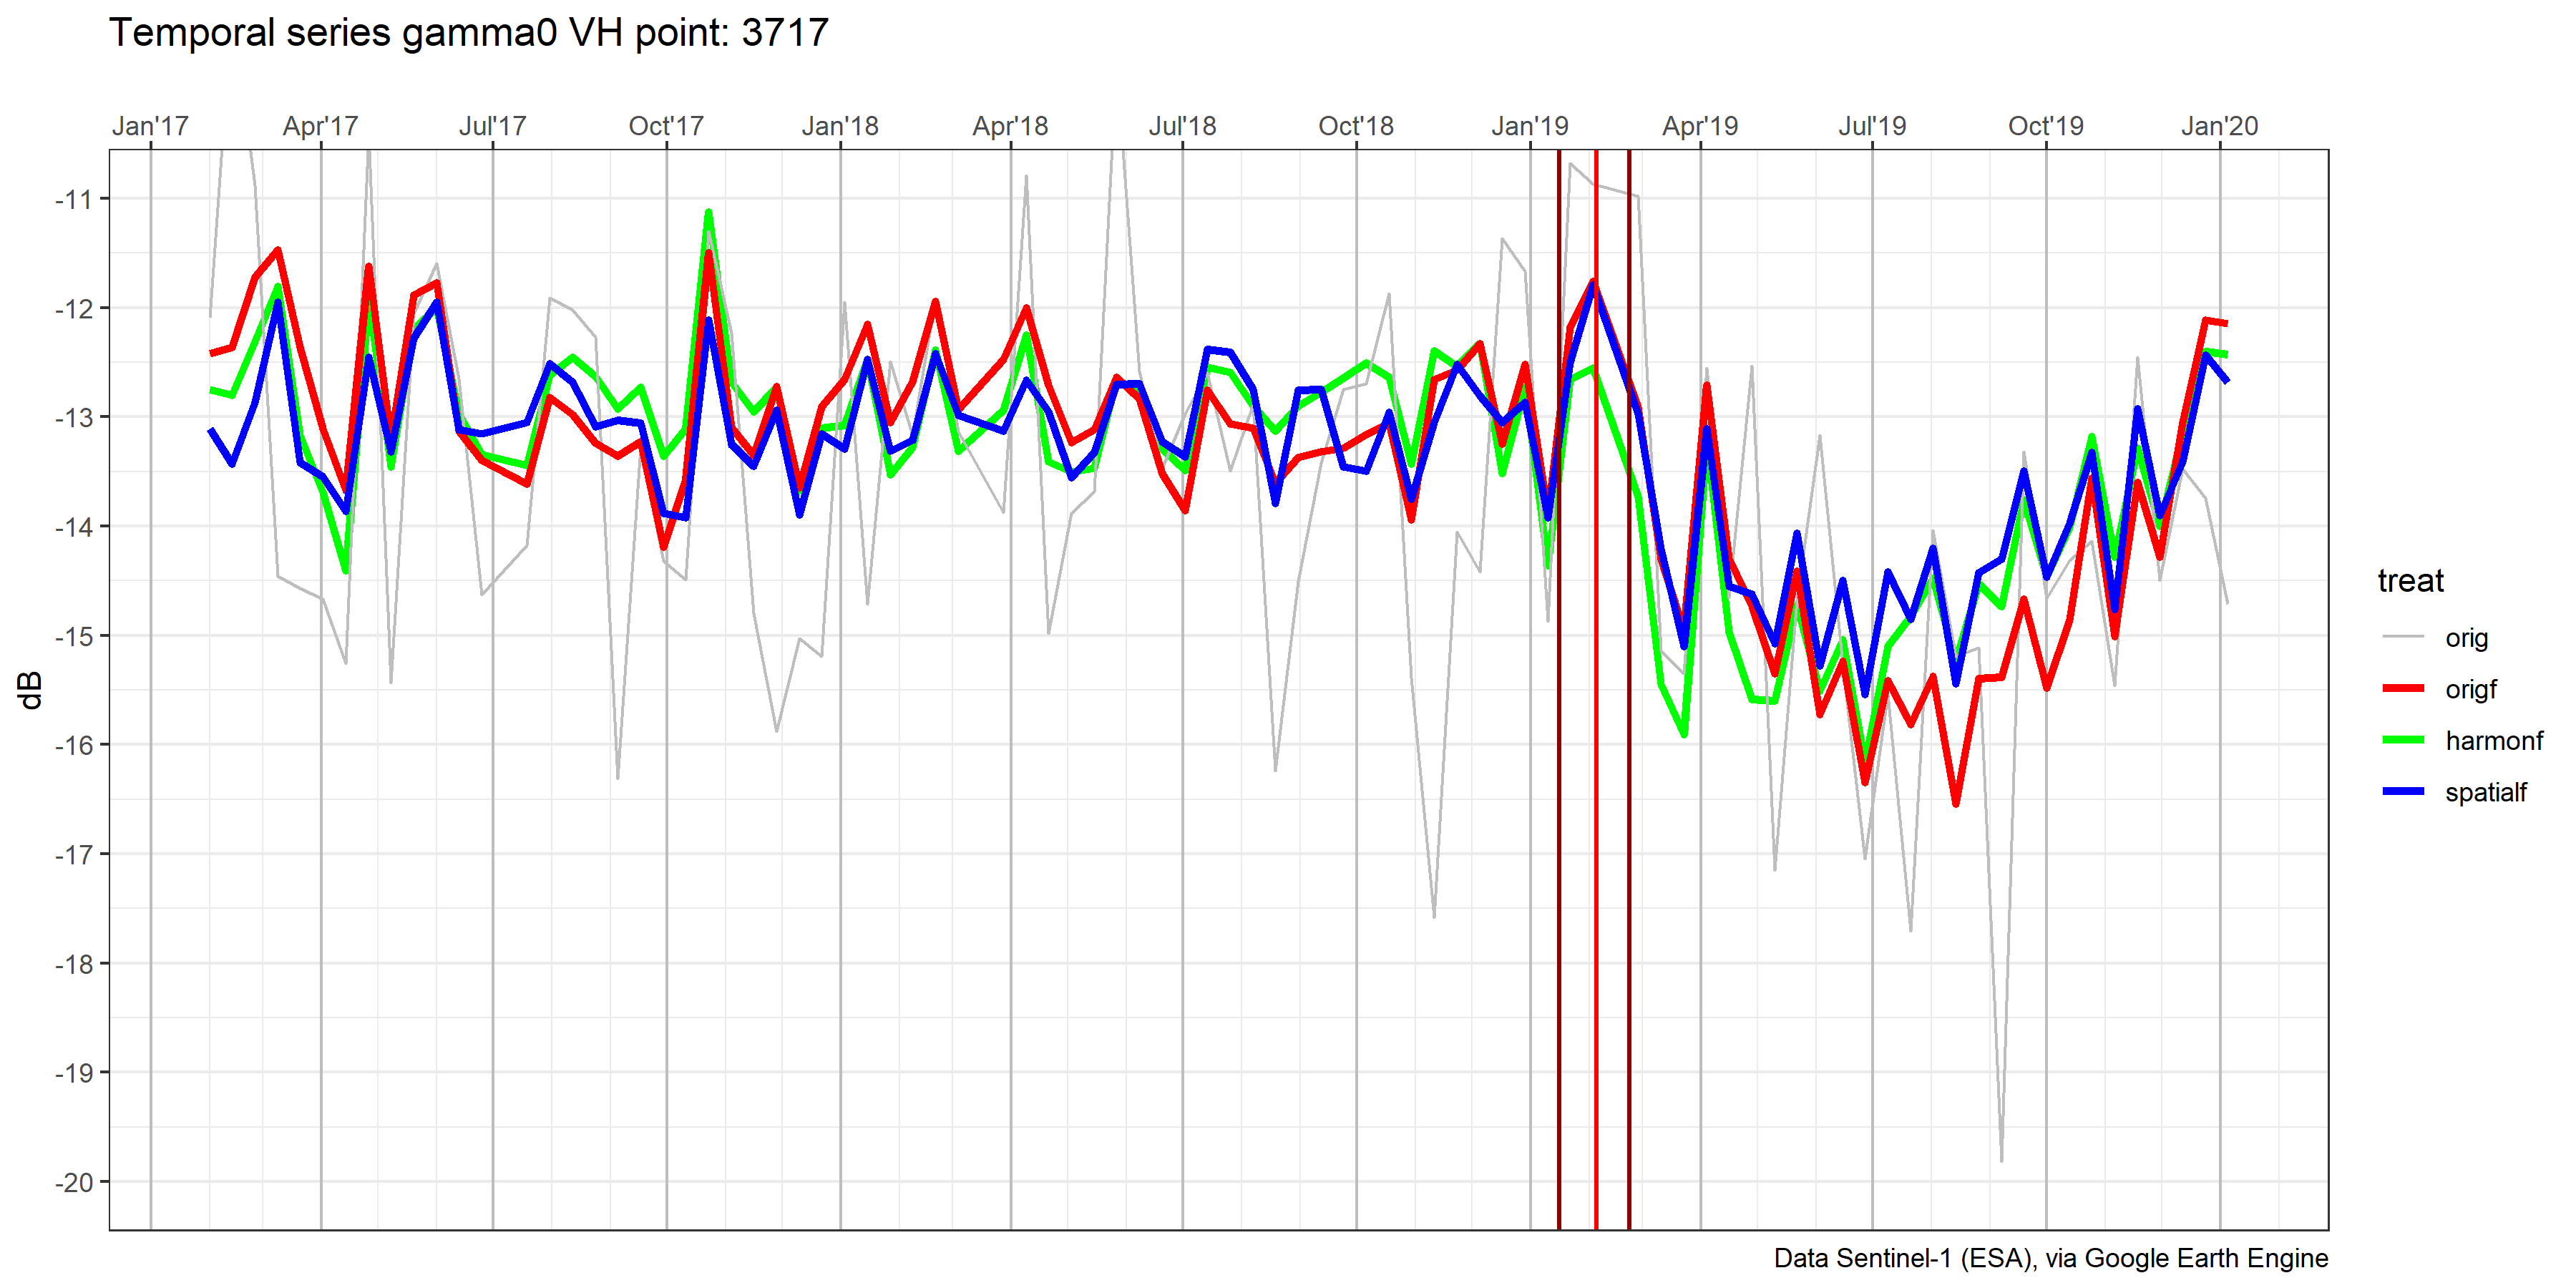 Temporal series gamma0 VH point: 3717
Jan'17 Apr'17 Jul'17 Oct'17 Jan'18 Apr'18 Jul'18 Oct'18 Jan'19 Apr'19 Jul'19 Oct'19 Jan'20
-11
-12
-13
-14
-15
-16
-17
-18
-19
-20
dB
treat
orig
origf
harmonf
spatialf
Data Sentinel-1 (ESA), via Google Earth Engine